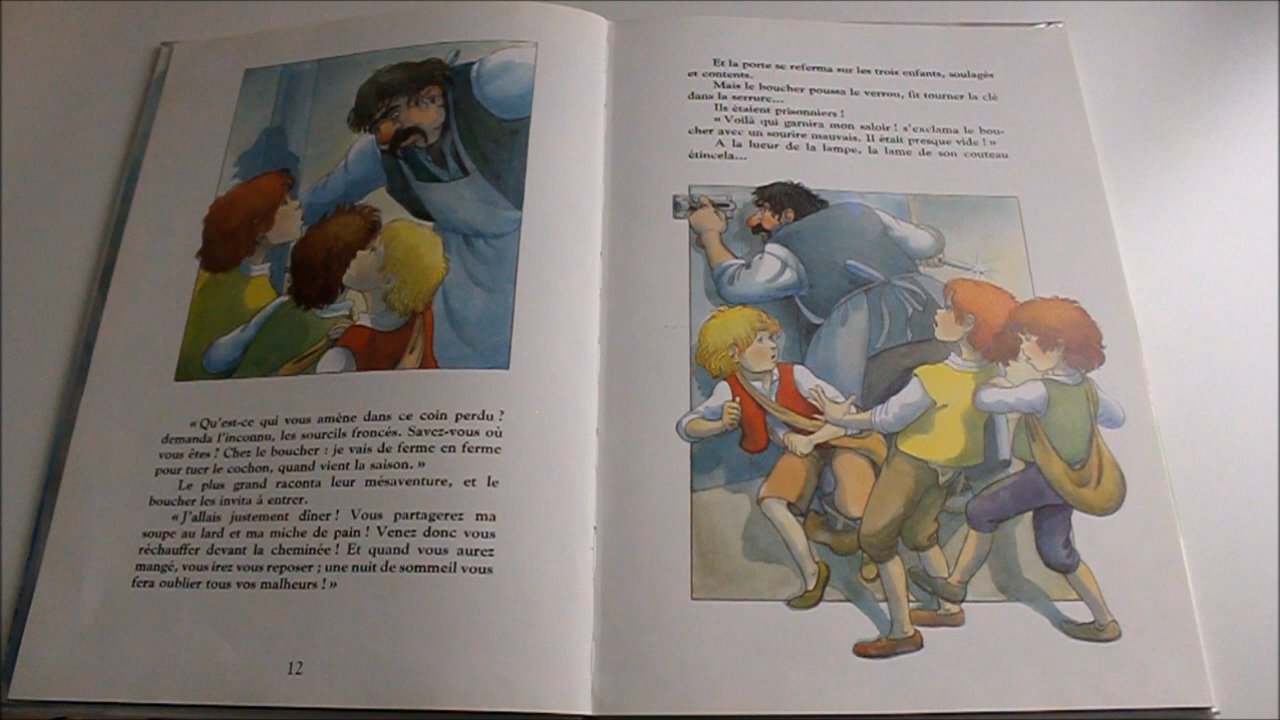 « Qu'est-ce qui vous amène dans ce coin perdu ?
demanda l'inconnu, les sourcils froncés. Savez-vous où
vous êtes ! Chez le boucher : je vais de ferme en ferme
pour tuer le cochon, quand vient la saison. »
Le plus grand raconta leur mésaventure, et le
boucher les invita à entrer.
« J'allais justement dîner ! Vous partagerez ma
soupe au lard et ma miche de pain ! Venez donc vous
réchauffer devant la cheminée ! Et quand vous aurez
mangé, vous irez vous reposer ; une nuit de sommeil vous
fera oublier tous vos malheurs ! »
12
Et la porte se referma sur les trois enfants, soulagés
et contents.
Mais le boucher poussa le verrou, fit tourner la clé
dans la serrure...
Ils étaient prisonniers !
« Voilà qui garnira mon saloir ! s'exclama le bou-
cher avec un sourire mauvais. Il était presque vide ! »
A la lueur de la lampe, la lame de son couteau
étincela...